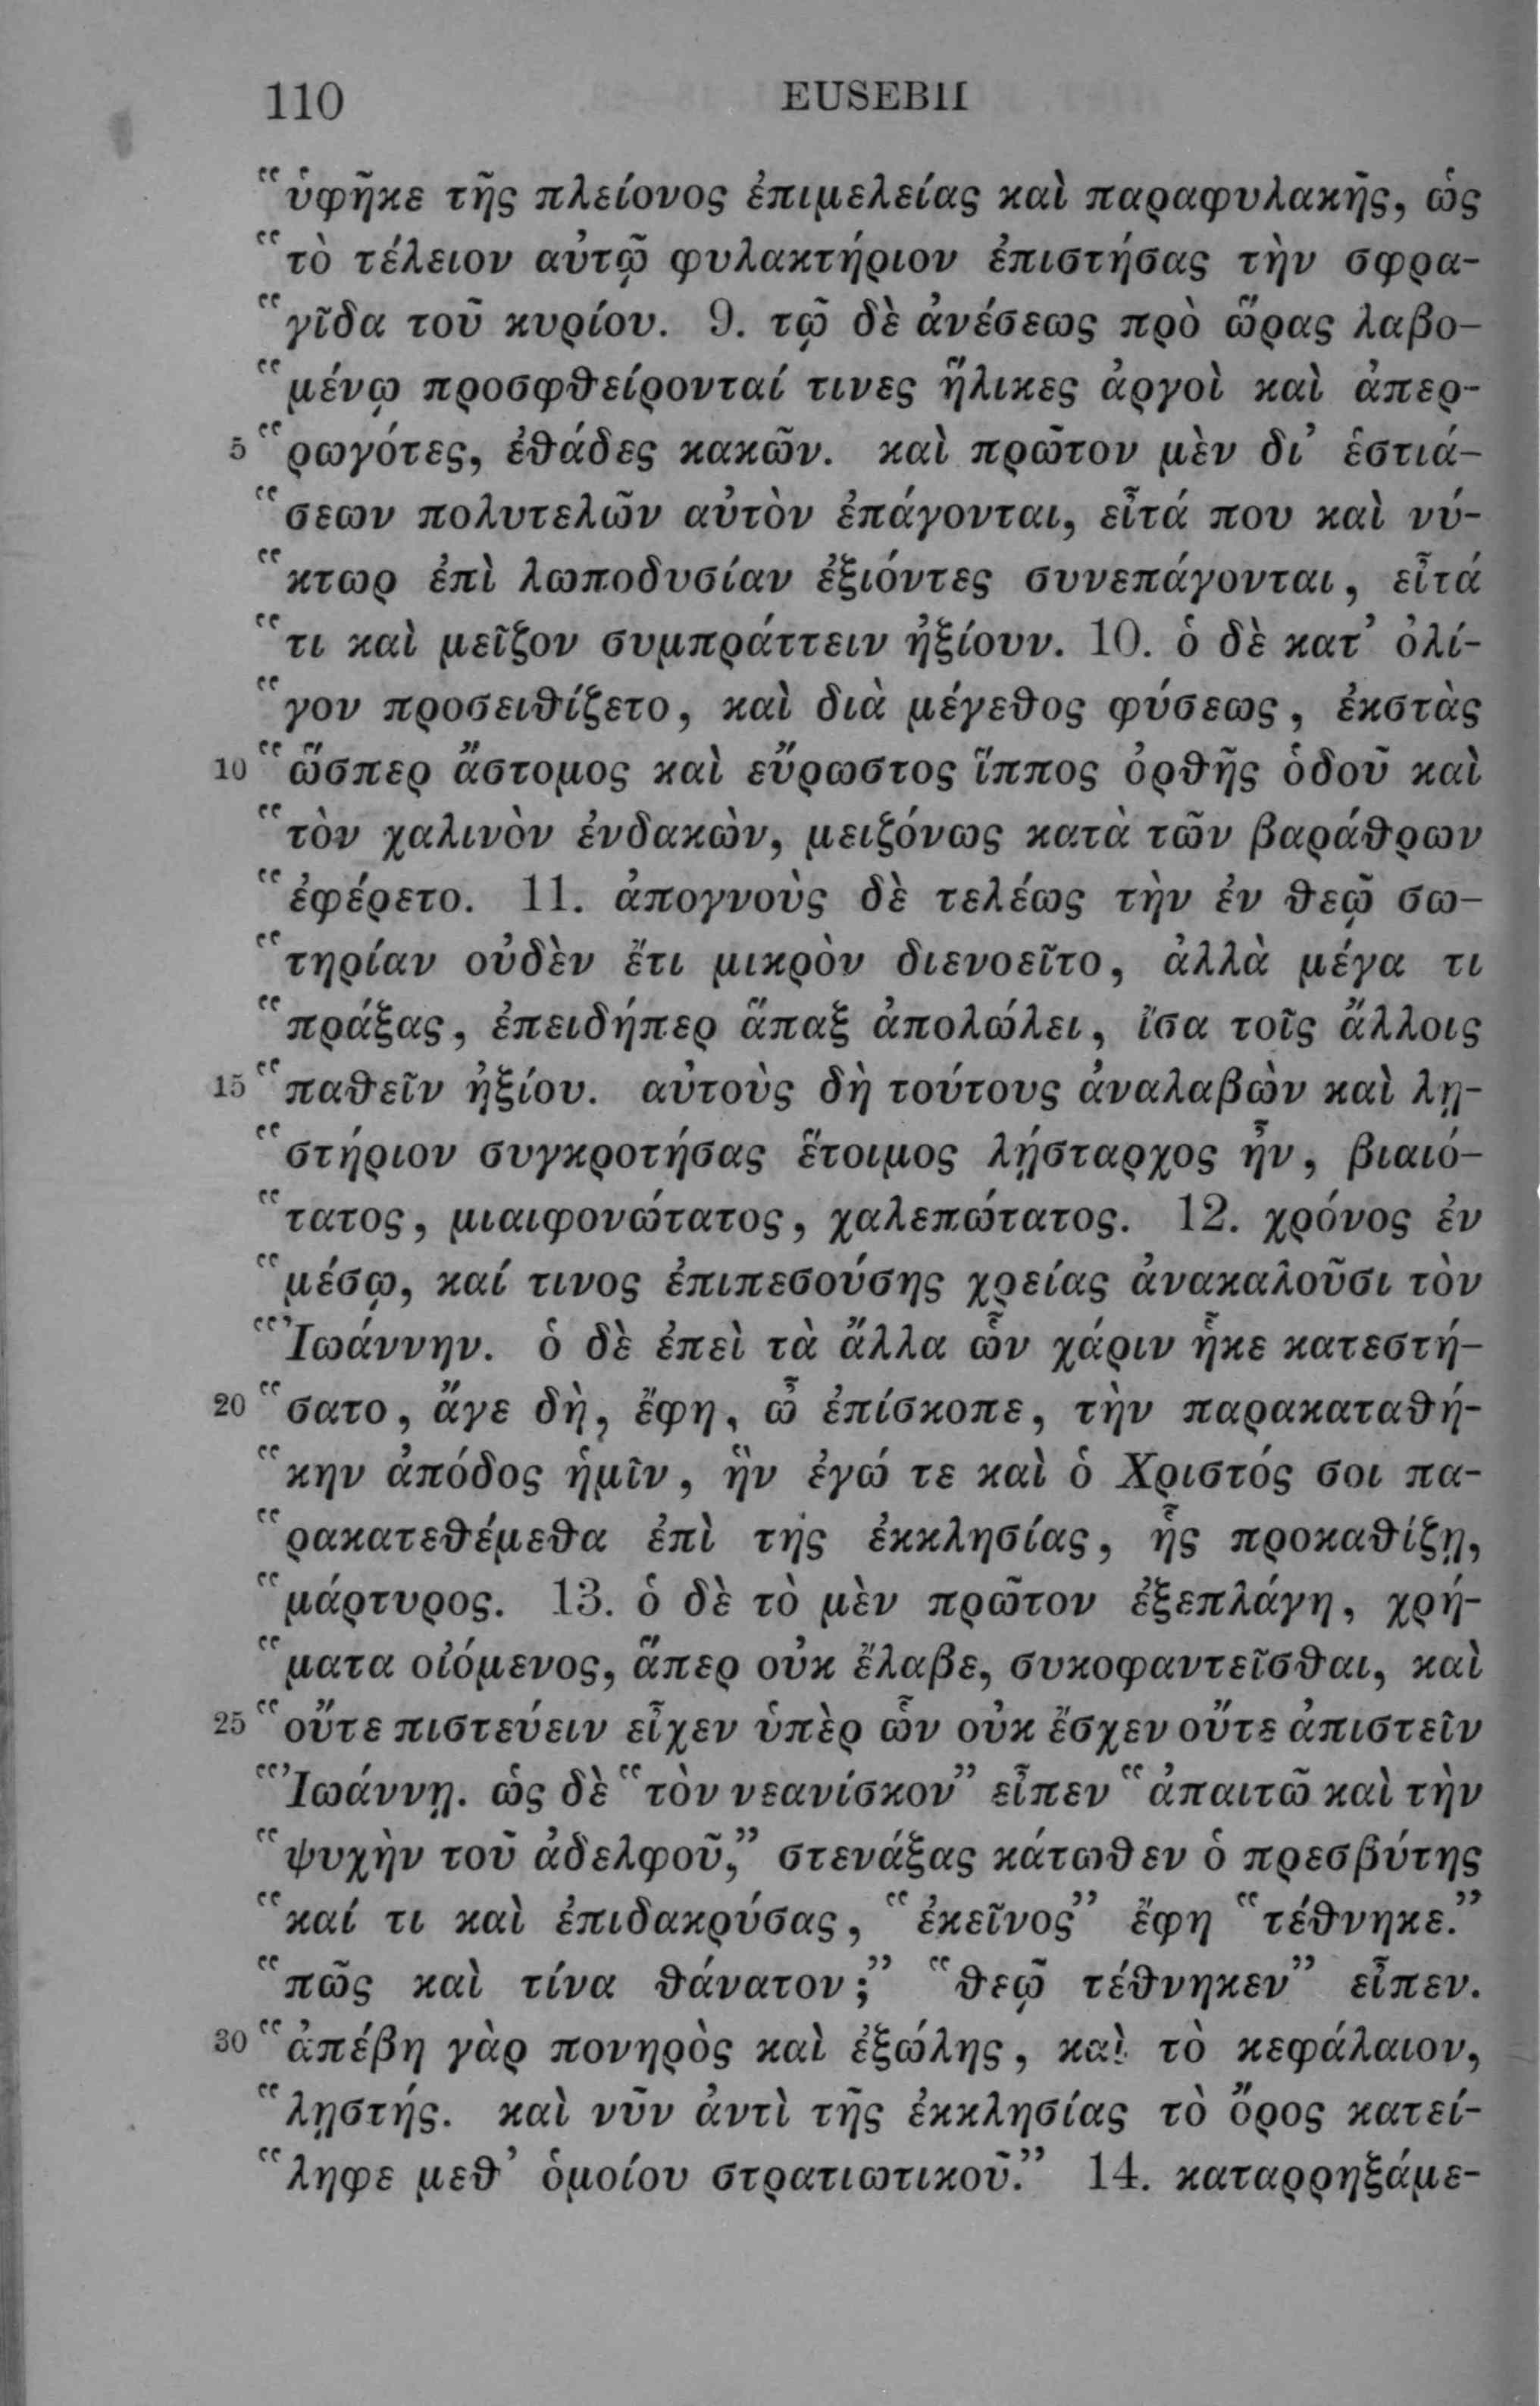 110 EUSEBII
“ὑφῆκε τῆς πλείονος ἐπιμελείας καὶ παραφυλακῆς, ὡς
“τὸ τέλειον αὐτῷ φυλακτήριον ἐπιστήσας τὴν σφρα-
“γῖδα τοῦ κυρίου. 9. τῷ δὲ ἀνέσεως πρὸ ὥρας λαβο-
“μένῳ προσφθείρονταί τινες ἥλικες ἀργοὶ καὶ ἀπερ-
5 “ρωγότες, ἐθάδες κακῶν. καὶ πρῶτον μὲν δι’ ἑστιά-
“σεων πολυτελῶν αὐτὸν ἐπάγονται, εἶτά που καὶ νύ-
“κτωρ ἐπὶ λωποδυσίαν ἐξιόντες συνεπάγονται, εἶτά
“τι καὶ μεῖζον συμπράττειν ἠξίουν. 10. ὁ δὲ κατ’ ὀλί-
“γον προσειθίζετο, καὶ διὰ μέγεθος φύσεως, ἐκστὰς
10 “ὥσπερ ἄστομος καὶ εὔρωστος ἵππος ὀρθῆς ὁδοῦ καὶ
“τὸν χαλινὸν ἐνδακὼν, μειζόνως κατὰ τῶν βαράθρων
“ἐφέρετο. 11. ἀπογνοὺς δὲ τελέως τὴν ἐν θεῷ σω-
“τηρίαν οὐδὲν ἔτι μικρὸν διενοεῖτο, ἀλλὰ μέγα τι
“πράξας, ἐπειδήπερ ἅπαξ ἀπολώλει, ἴσα τοῖς ἄλλοις
15 “παθεῖν ἠξίου. αὐτοὺς δὴ τούτους ἀναλαβὼν καὶ λῃ-
“στήριον συγκροτήσας ἕτοιμος λῄσταρχος ἦν, βιαιό-
“τατος, μιαιφονώτατος, χαλεπώτατος. 12. χρόνος ἐν
“μέσῳ, καί τινος ἐπιπεσούσης χρείας ἀνακαλοῦσι τὸν
“Ἰωάννην. ὁ δὲ ἐπεὶ τὰ ἄλλα ὧν χάριν ἧκε κατεστή-
20 “σατο, ἄγε δὴ, ἔφη, ὦ ἐπίσκοπε, τὴν παρακαταθή-
“κην ἀπόδος ἡμῖν, ἣν ἐγώ τε καὶ ὁ Χριστός σοι πα-
“ρακατεθέμεθα ἐπὶ τῆς ἐκκλησίας, ἧς προκαθίζῃ,
“μάρτυρος. 13. ὁ δὲ τὸ μὲν πρῶτον ἐξεπλάγη, χρή-
“ματα οἰόμενος, ἅπερ οὐκ ἔλαβε, συκοφαντεῖσθαι, καὶ
25 “οὔτε πιστεύειν εἶχεν ὑπὲρ ὧν οὐκ ἔσχεν οὔτε ἀπιστεῖν
“Ἰωάννῃ. ὡς δὲ “τὸν νεανίσκον” εἶπεν “ἀπαιτῶ καὶ τὴν
“ψυχὴν τοῦ ἀδελφοῦ,” στενάξας κάτωθεν ὁ πρεσβύτης
“καί τι καὶ ἐπιδακρύσας, “ἐκεῖνος” ἔφη “τέθνηκε.”
“πῶς καὶ τίνα θάνατον;” “θεῷ τέθνηκεν” εἶπεν.
30 “ἀπέβη γὰρ πονηρὸς καὶ ἐξώλης, καὶ τὸ κεφάλαιον,
“λῃστής. καὶ νῦν ἀντὶ τῆς ἐκκλησίας τὸ ὄρος κατεί-
“ληφε μεθ’ ὁμοίου στρατιωτικοῦ.” 14. καταρρηξάμε-